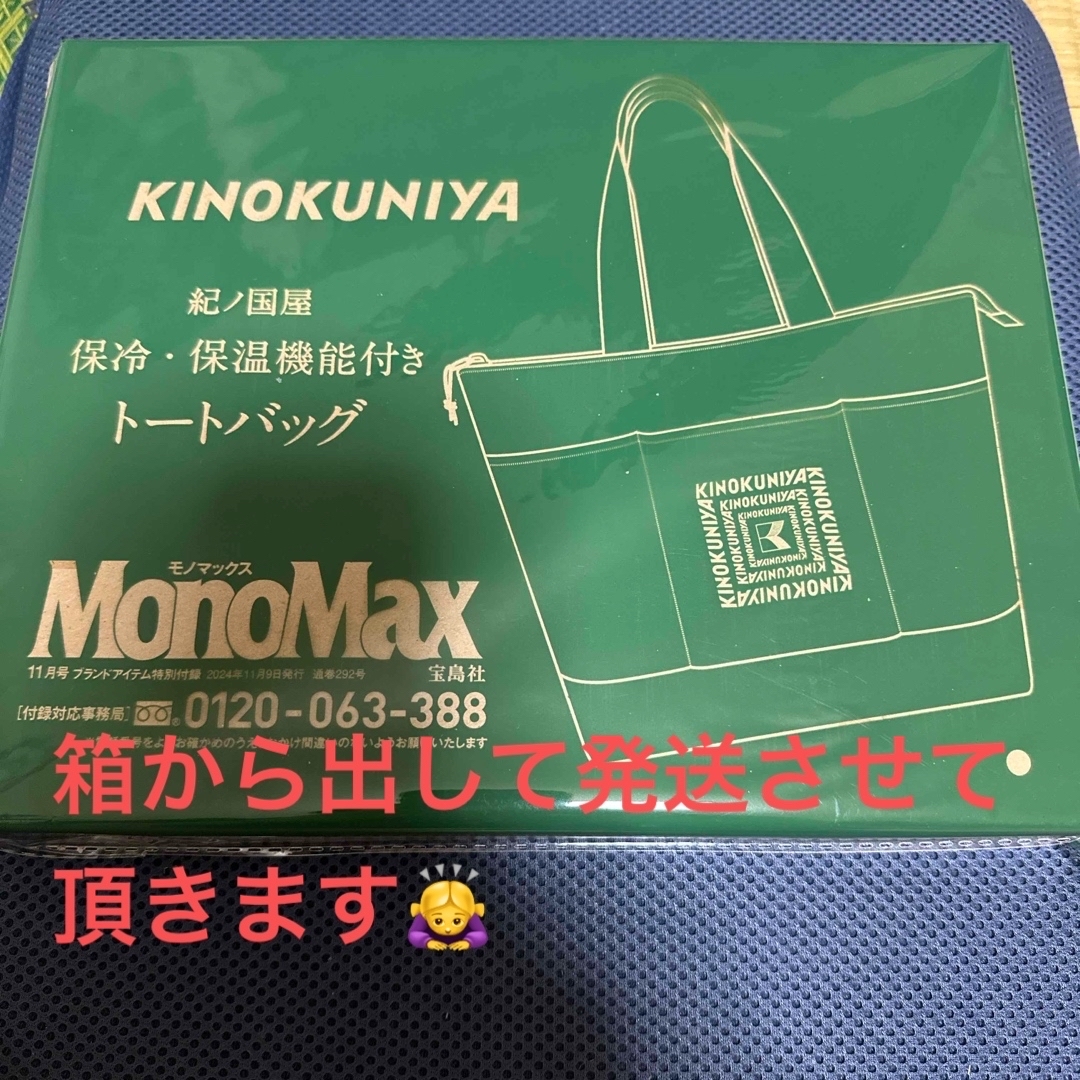 KINOKUNIYA
紀ノ国屋
保冷・保温機能付き
トートバッグ
KINOKUNIYA
KINOKUNIYA
KINOKUNIYA
KINOKUNIYA
モノマックス
MonoMax
11月号 ブランドアイテム特別付録 2024年11月9日発行 通巻292号
宝島社
[付録対応事務局] 0120-063-388
箱から出して発送させて
頂きます🙇‍♀️